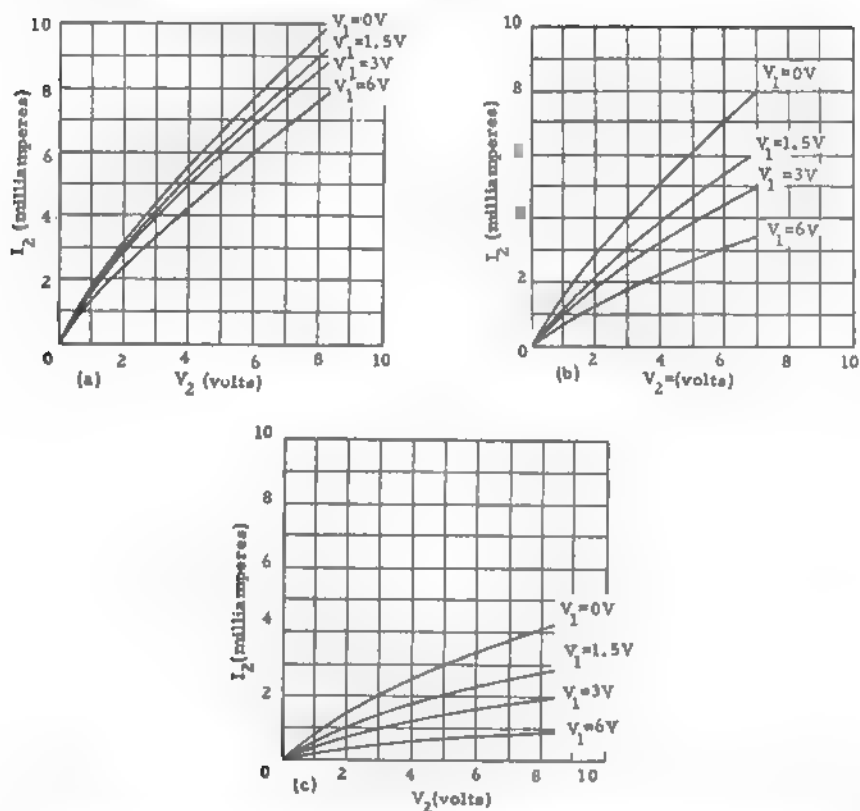 10
8
6
4
2
0
I2 (milliamperes)
V1=0V
V1=1.5V
V1=3V
V1=6V
2 4 6 8 10
(a) V2 (volts)
10
8
2
0
I2 (milliamperes)
V1=0V
V1=1.5V
V1=3V
V1=6V
2 4 6 8 10
(b) V2=(volts)
10
8
6
4
2
0
I2(milliamperes)
V1=0V
V1=1.5V
V1=3V
V1=6V
2 4 6 8 10
(c) V2(volts)